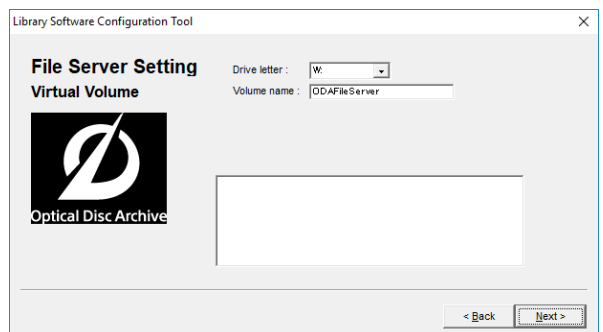 Library Software Configuration Tool
File Server Setting
Virtual Volume
Drive letter : W:
Volume name : ODAFileServer
Optical Disc Archive
< Back Next >